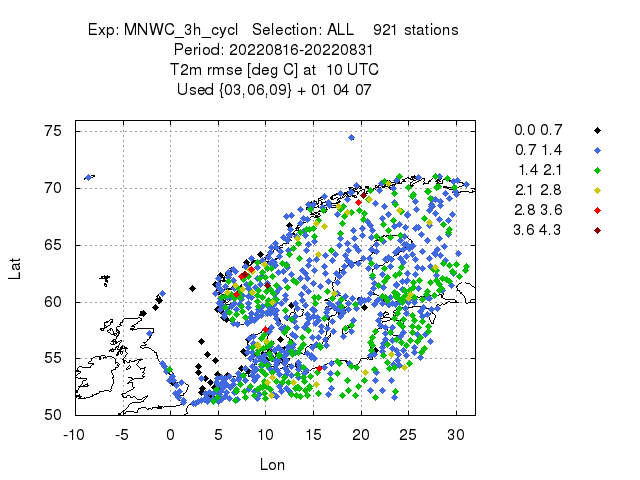 Exp: MNWC_3h_cycl Selection: ALL 921 stations
Period: 20220816-20220831
T2m rmse [deg C] at 10 UTC
Used {03,06,09} + 01 04 07
75
70
65
60
55
50
-10 -5 0 5 10 15 20 25 30
Lat
Lon
0.0 0.7
0.7 1.4
1.4 2.1
2.1 2.8
2.8 3.6
3.6 4.3